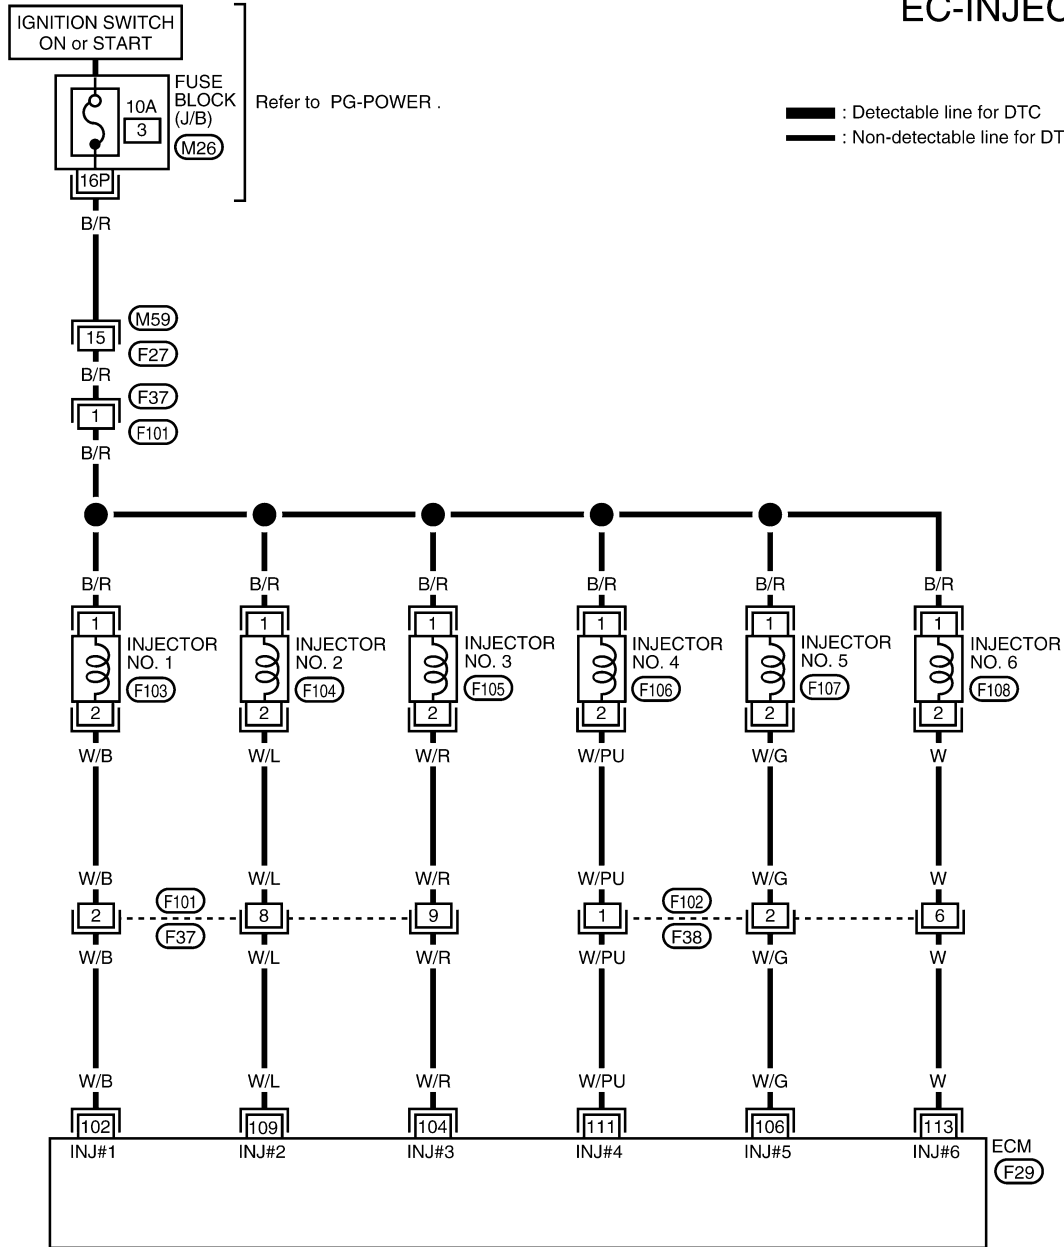 EC-INJEC
IGNITION SWITCH
ON or START
FUSE
BLOCK
(J/B)
10A
3
M26
Refer to PG-POWER .
: Detectable line for DTC
: Non-detectable line for DT
16P
B/R
M59
15
F27
B/R
F37
1
F101
B/R
B/R B/R B/R B/R B/R B/R
1 1 1 1 1 1
INJECTOR
NO. 1
F103
INJECTOR
NO. 2
F104
INJECTOR
NO. 3
F105
INJECTOR
NO. 4
F106
INJECTOR
NO. 5
F107
INJECTOR
NO. 6
F108
2 2 2 2 2 2
W/B W/L W/R W/PU W/G W
W/B W/L W/R W/PU W/G W
F101 F102
2 8 9 1 2 6
F37 F38
W/B W/L W/R W/PU W/G W
W/B W/L W/R W/PU W/G W
102 109 104 111 106 113
INJ#1 INJ#2 INJ#3 INJ#4 INJ#5 INJ#6
ECM
F29